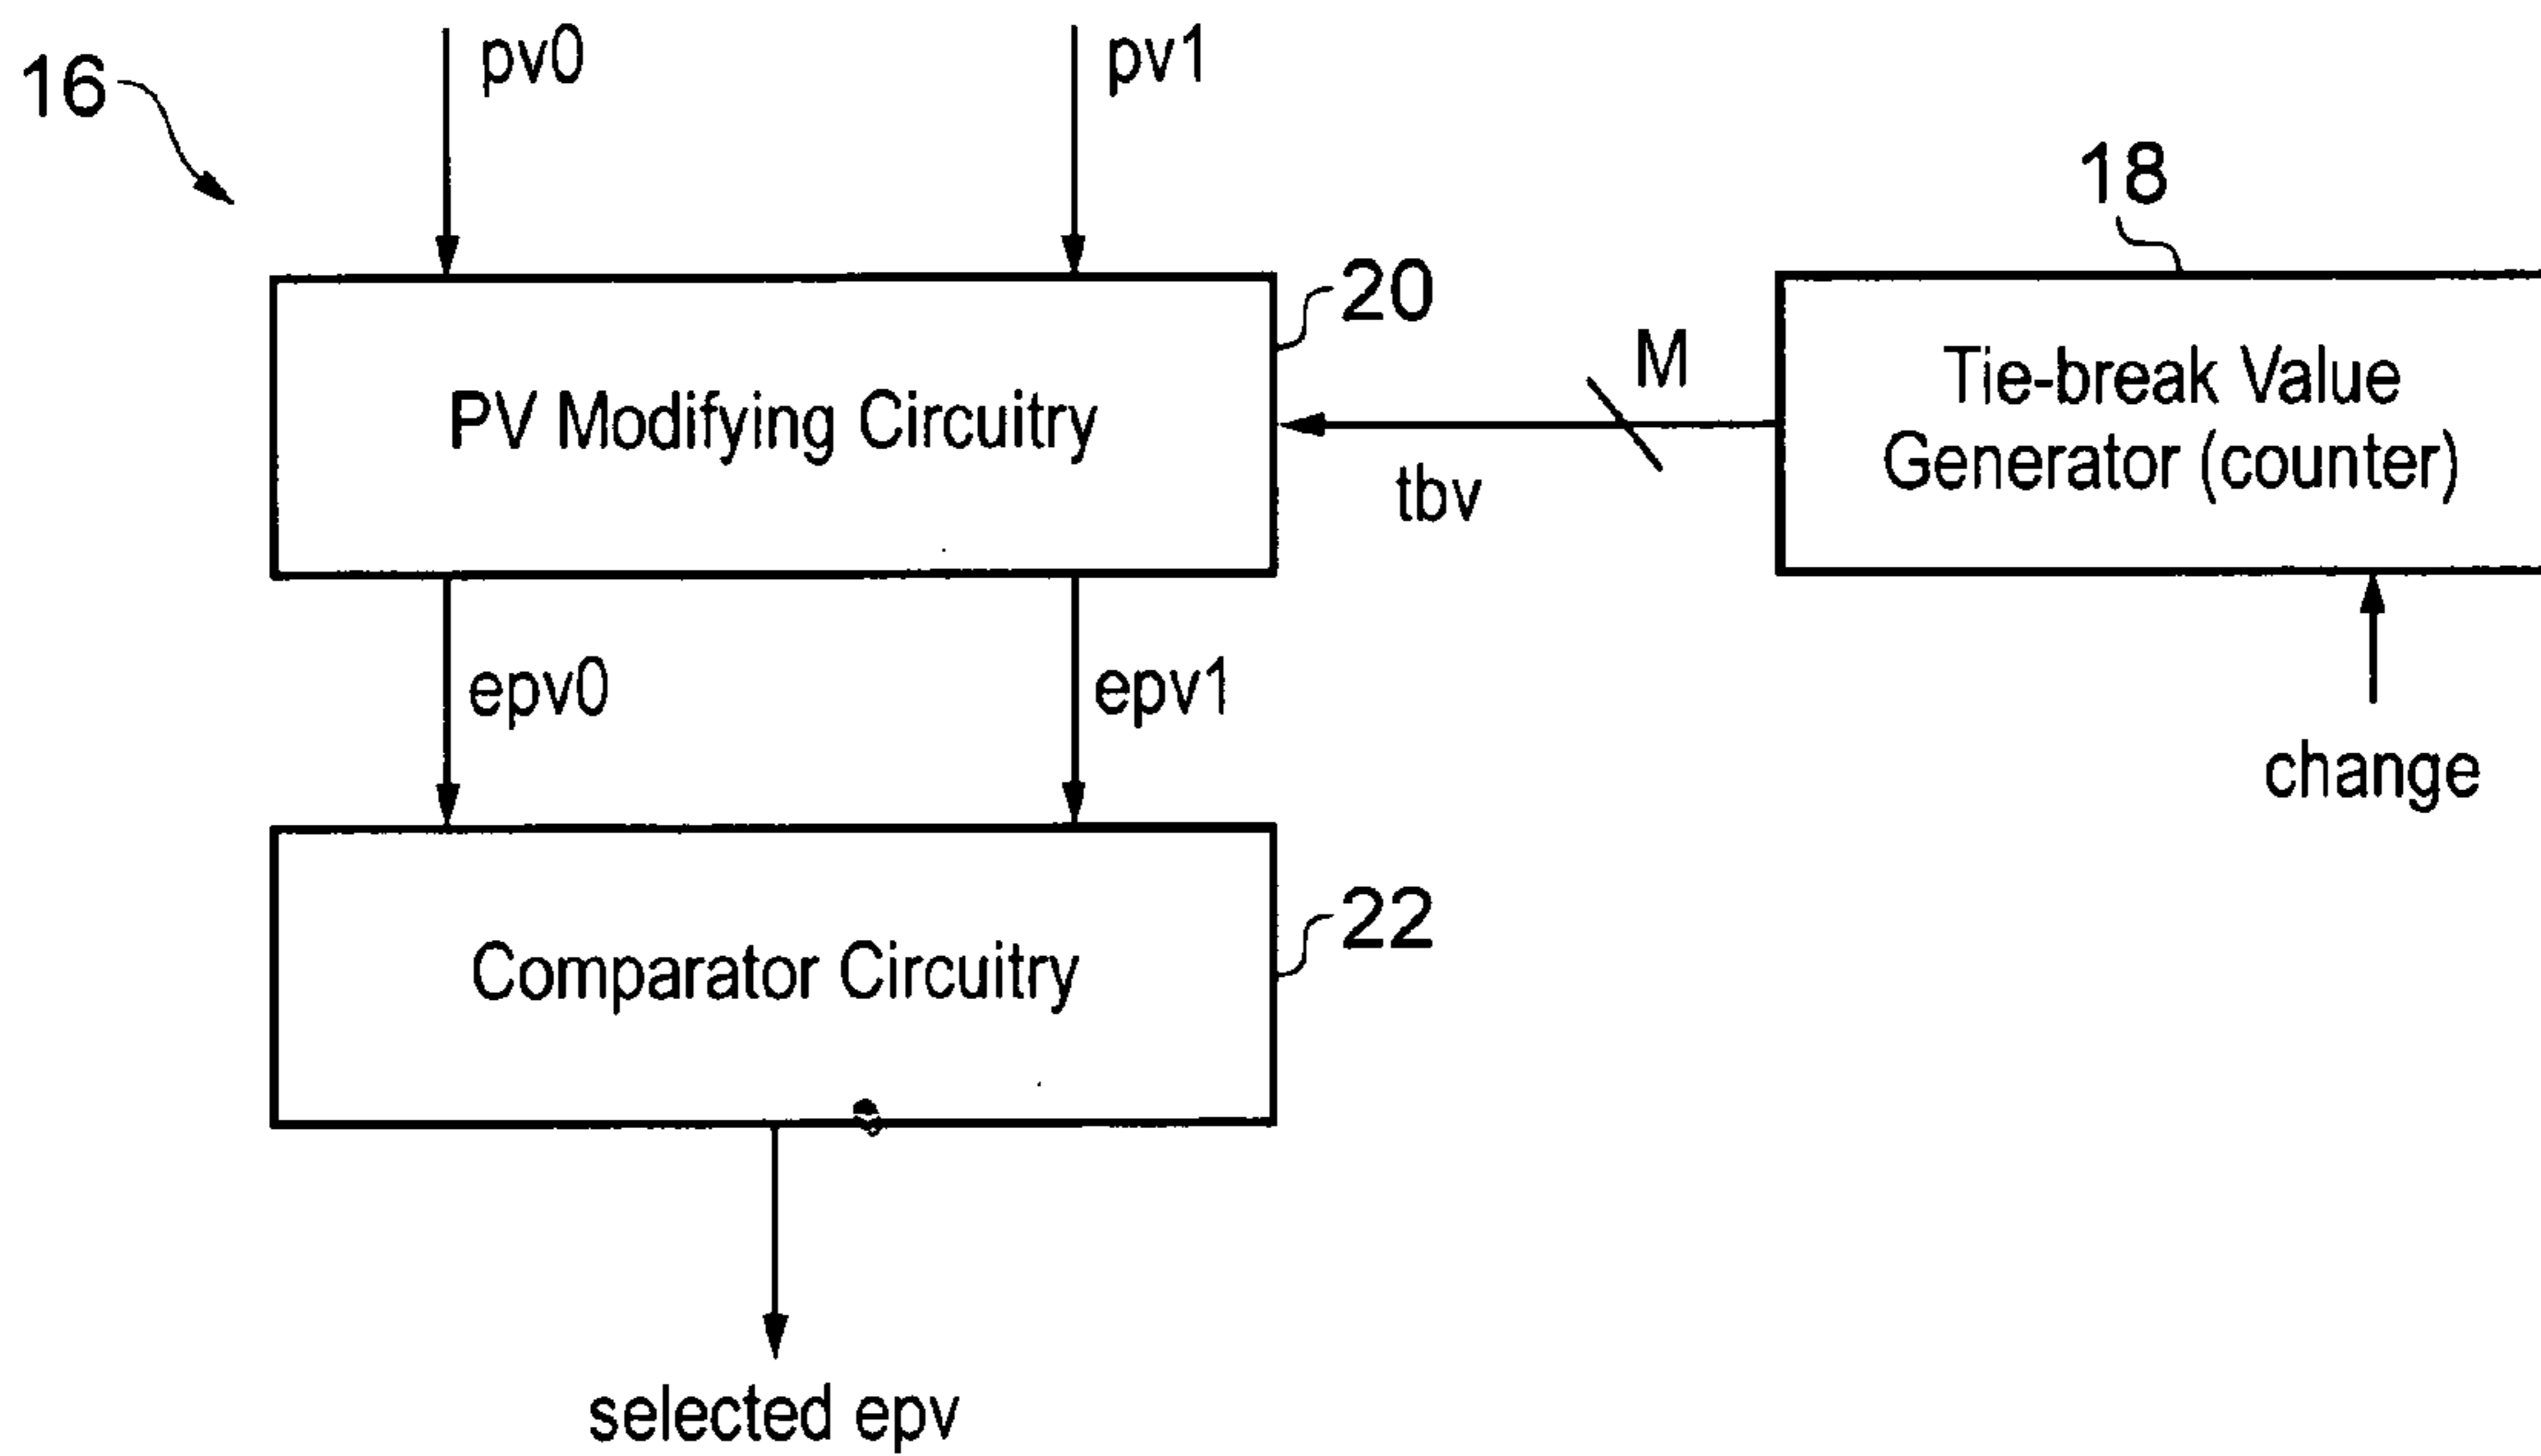 pv0
pv1
16
18
20
PV Modifying Circuitry
M
Tie-break Value
Generator (counter)
tbv
epv0
epv1
change
22
Comparator Circuitry
selected epv